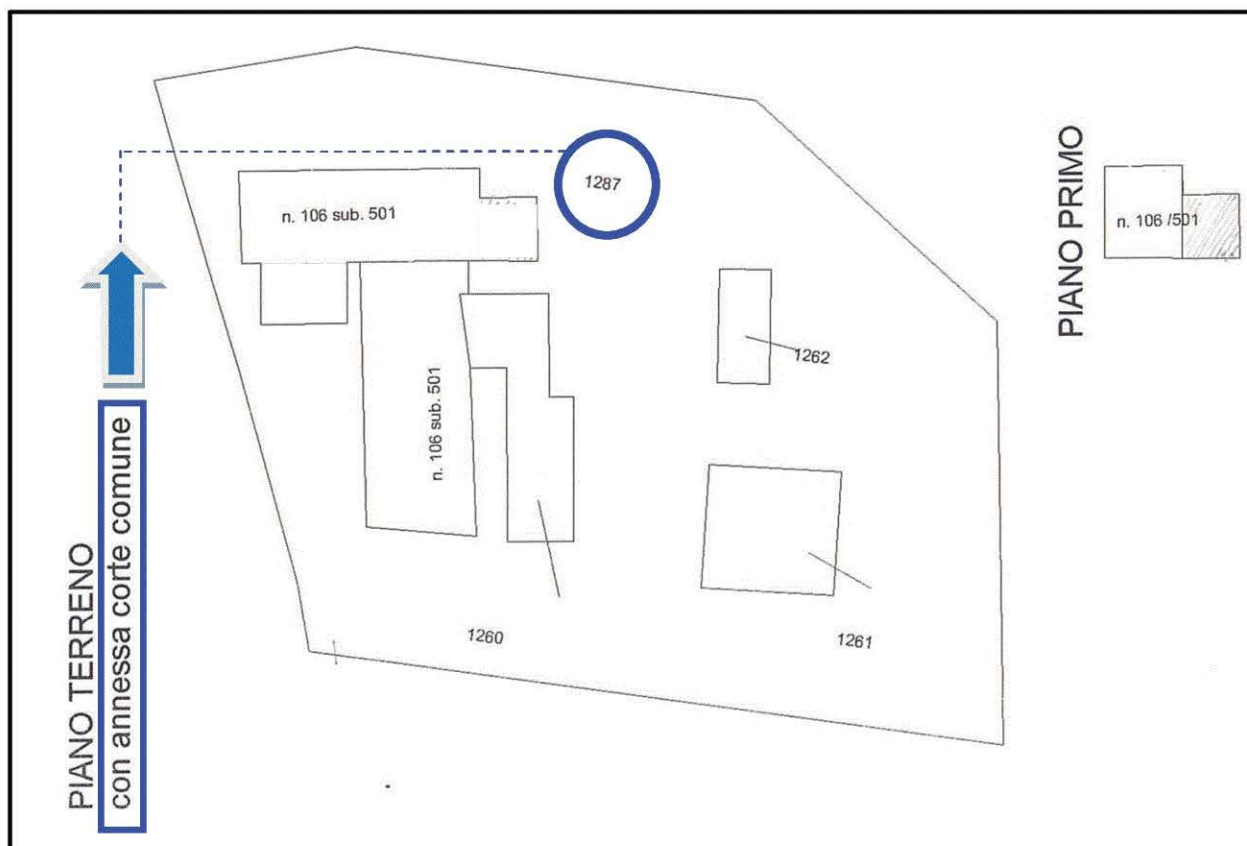 PIANO TERRENO
con annessa corte comune
1287
n. 106 sub. 501
n. 106 sub. 501
1262
1260
1261
PIANO PRIMO
n. 106 /501